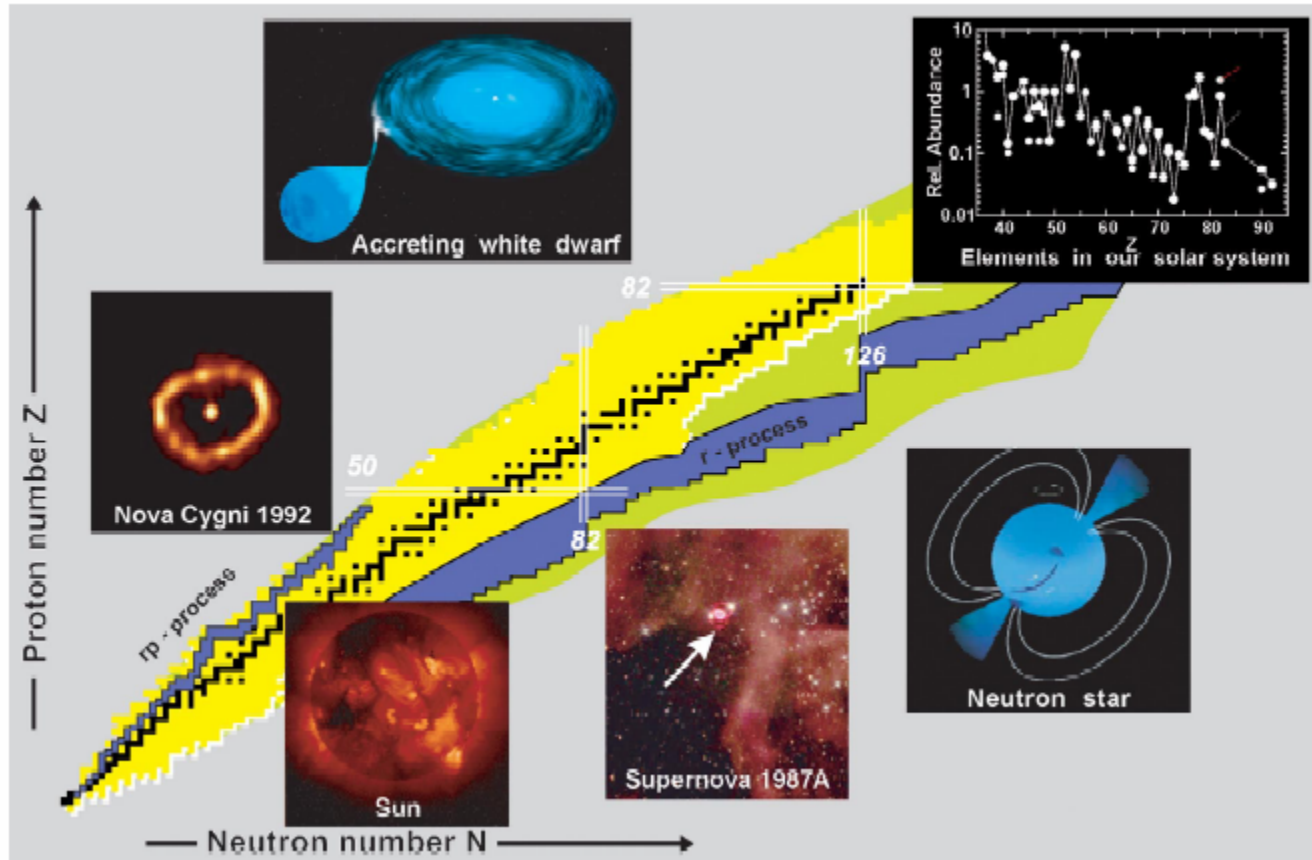 Accreting white dwarf
10
1
0.1
0.01
Rel. Abundance
40 50 60 70 80 90
Z
Elements in our solar system
Proton number Z
Nova Cygni 1992
82
126
50
82
r - process
rp - process
Sun
Supernova 1987A
Neutron star
Neutron number N